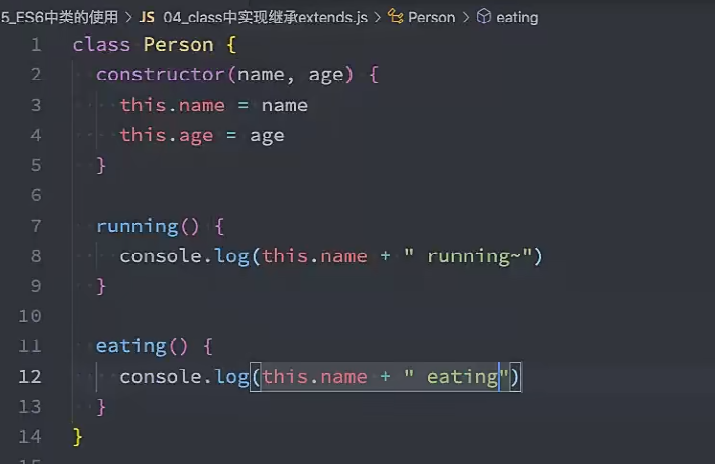 5_ES6中类的使用 > JS 04_class中实现继承extends.js > Person > eating
1 class Person {
2   constructor(name, age) {
3     this.name = name
4     this.age = age
5   }
6
7   running() {
8     console.log(this.name + " running~")
9   }
10
11   eating() {
12     console.log(this.name + " eating")
13   }
14 }